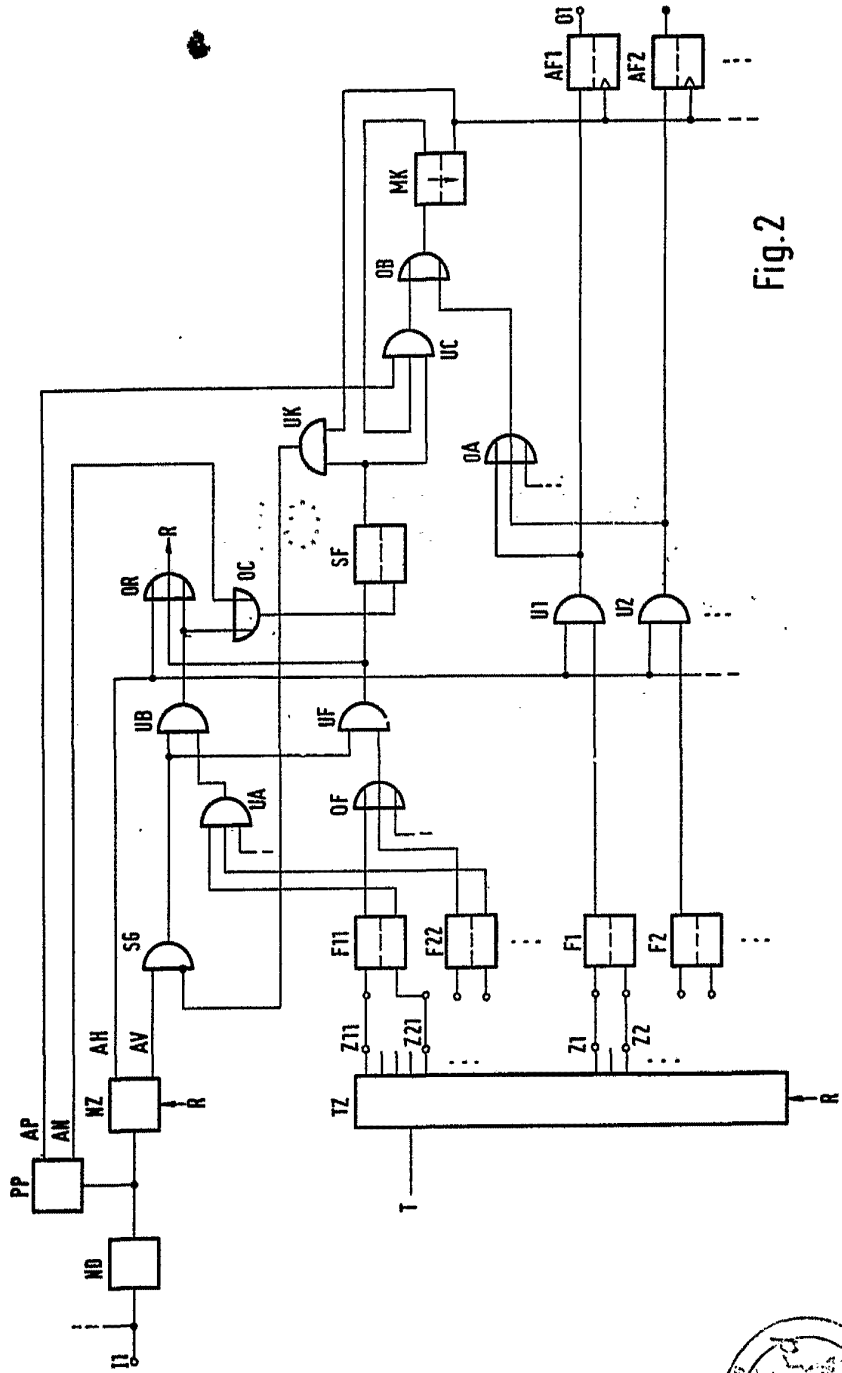 I1
ND
PP
AP
AN
NZ
AH
AV
R
SG
UB
UA
OR
R
OC
UK
UF
OF
SF
UC
OB
MK
OA
T
TZ
R
Z11
Z21
...
F11
F22
...
Z1
Z2
...
F1
F2
...
U1
U2
...
AF1
O1
AF2
...
Fig.2